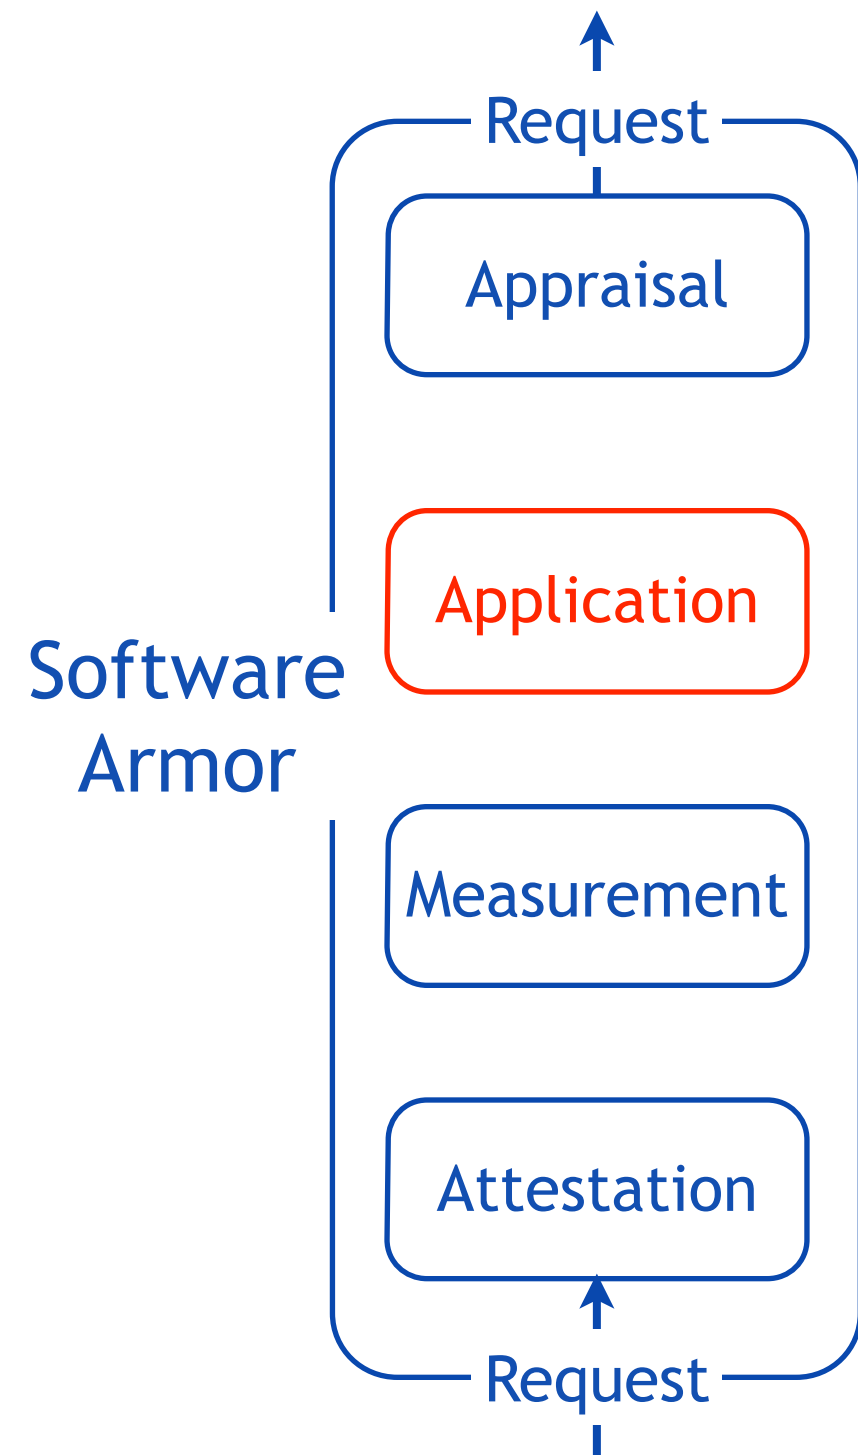 Request
Appraisal
Application
Software
Armor
Measurement
Attestation
Request